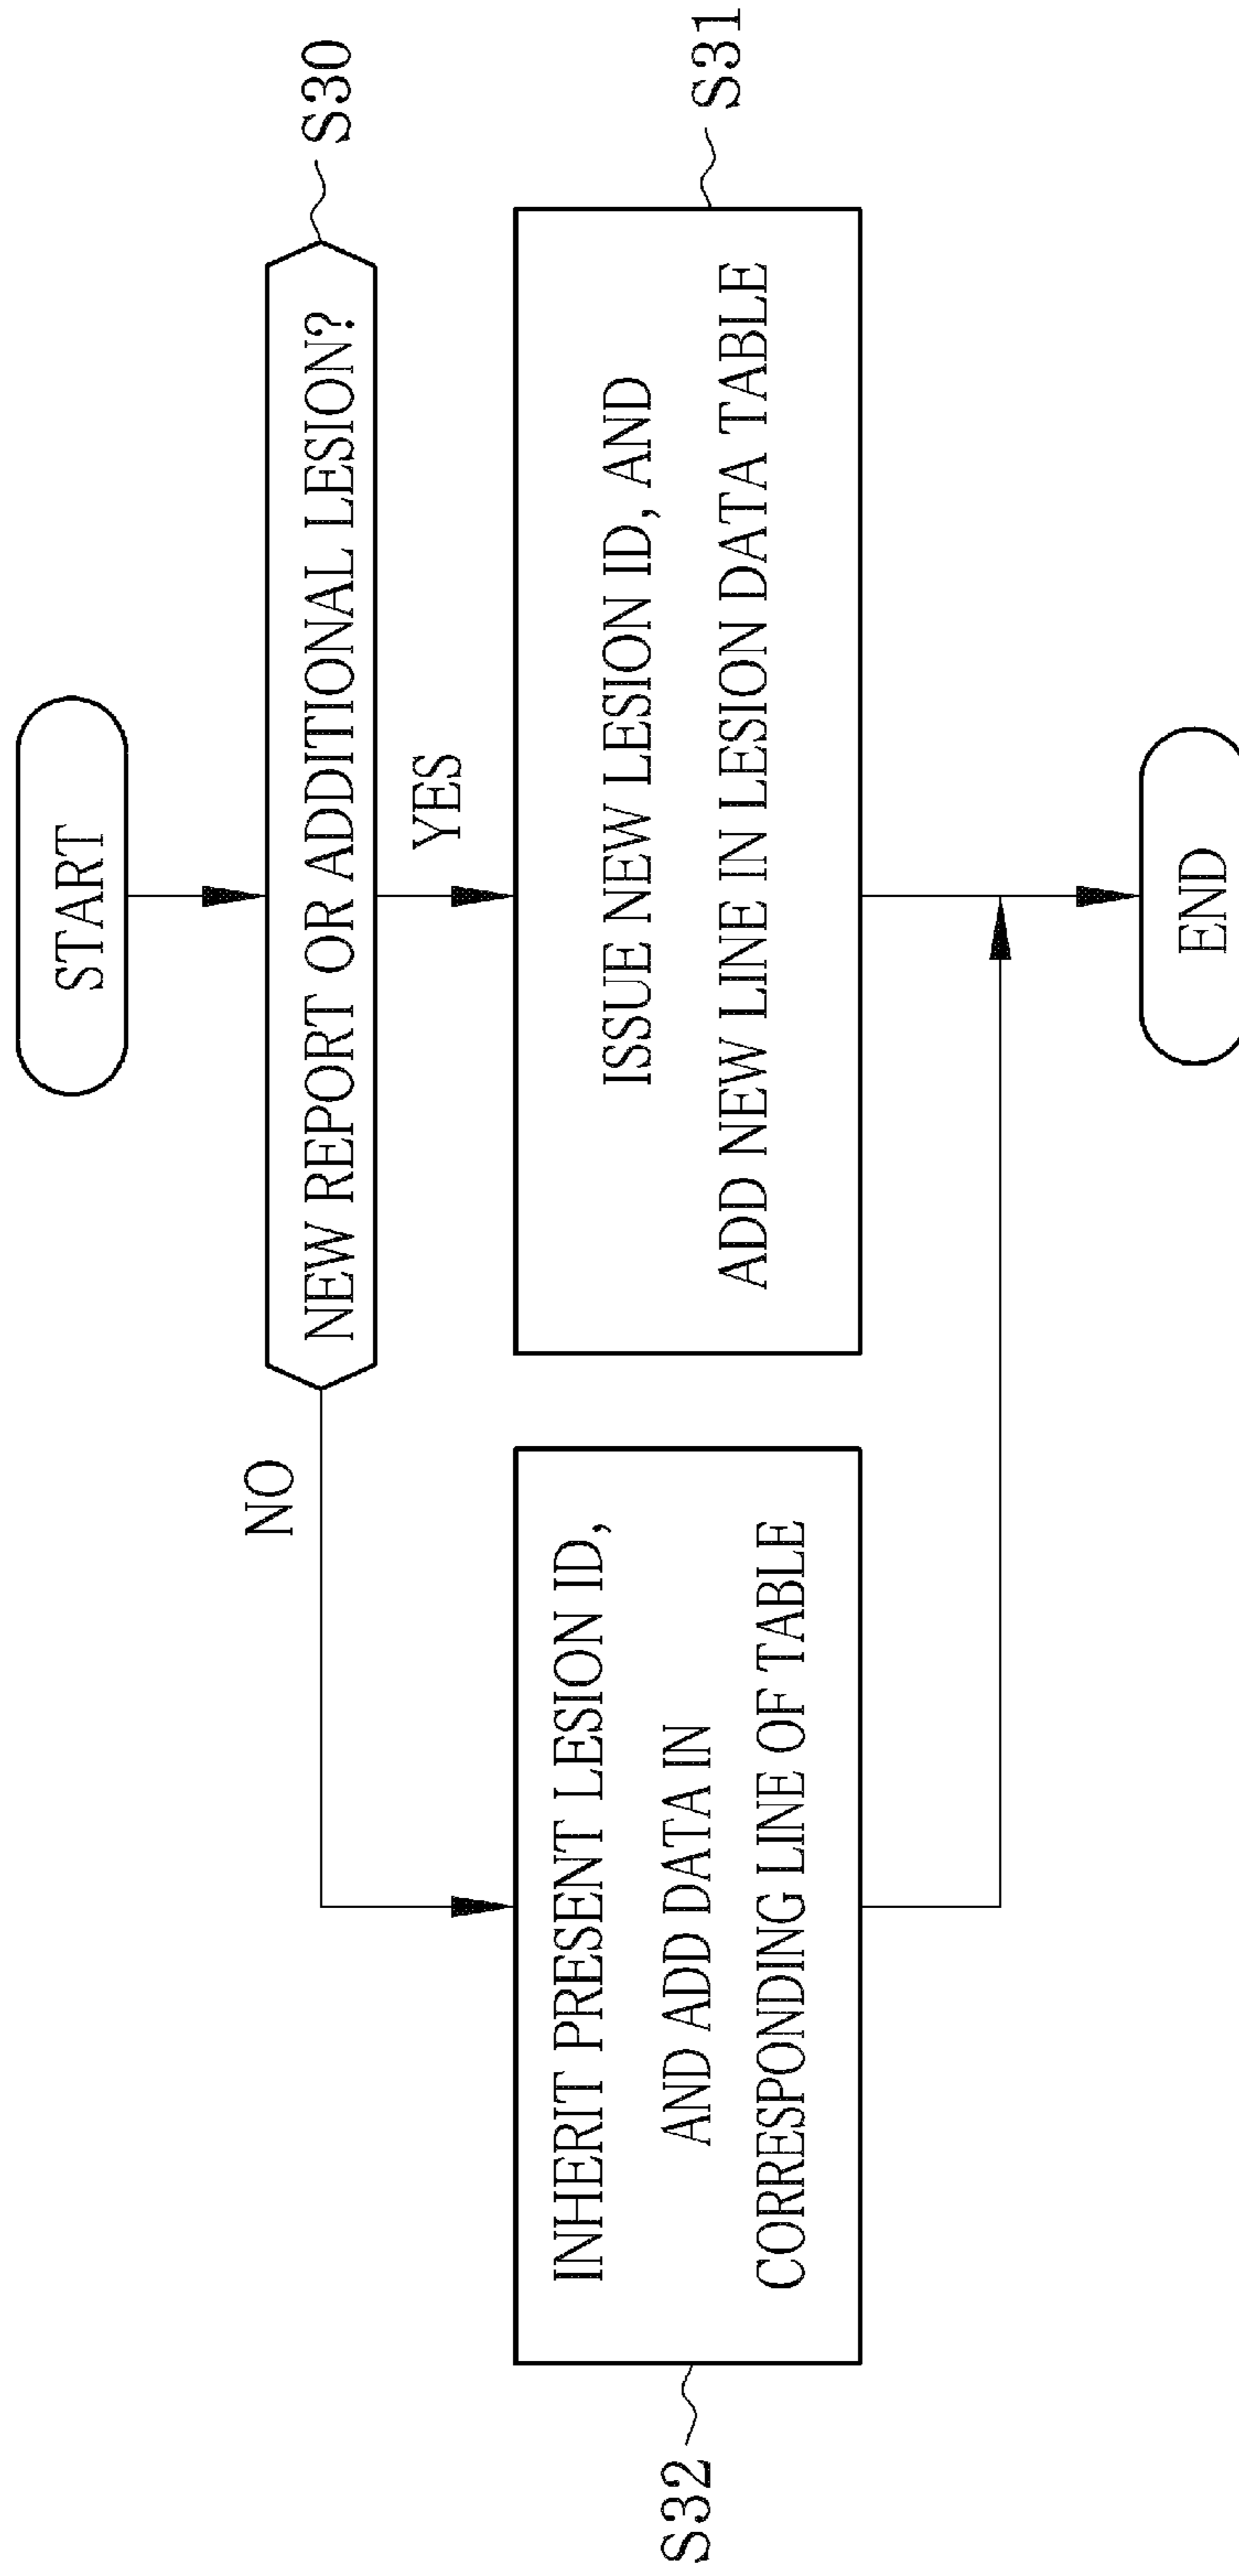 START
NEW REPORT OR ADDITIONAL LESION?
S30
NO
YES
INHERIT PRESENT LESION ID,
AND ADD DATA IN
CORRESPONDING LINE OF TABLE
S32
ISSUE NEW LESION ID, AND
ADD NEW LINE IN LESION DATA TABLE
S31
END